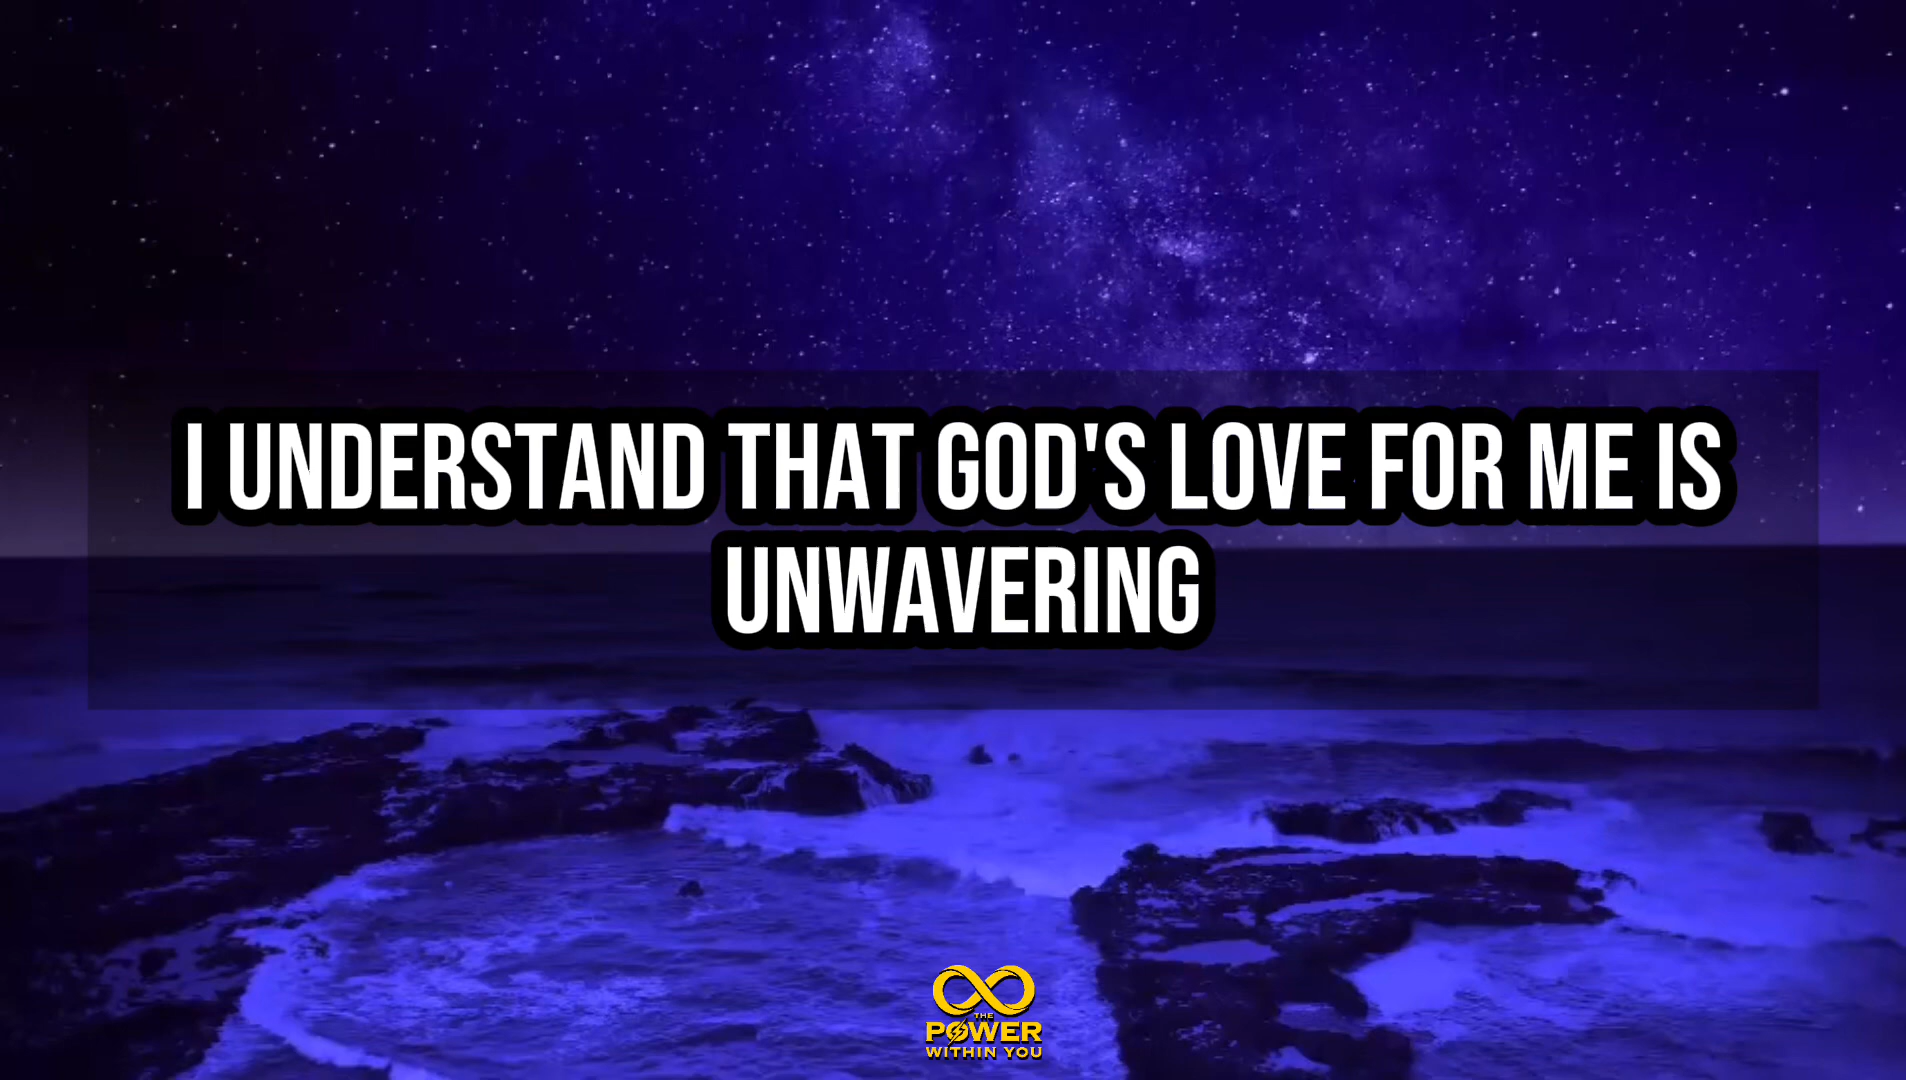 I UNDERSTAND THAT GOD'S LOVE FOR ME IS
UNWAVERING
THE
POWER
WITHIN YOU